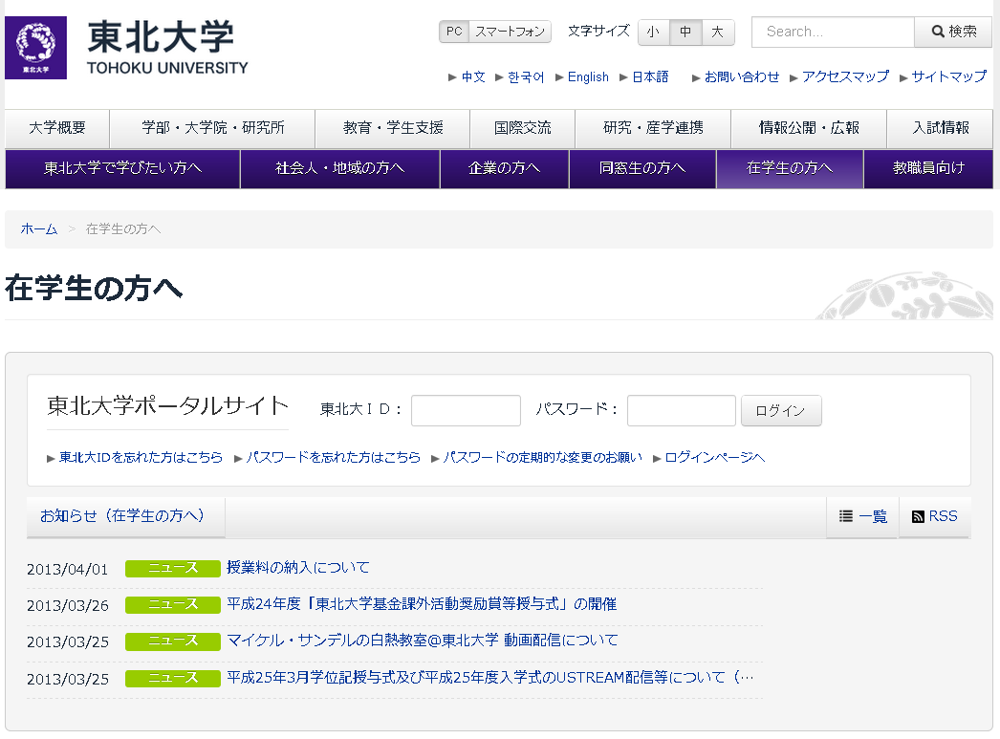 東北大学
TOHOKU UNIVERSITY
東北大学
PC スマートフォン 文字サイズ 小 中 大 Search... 検索
中文 한국어 English 日本語 お問い合わせ アクセスマップ サイトマップ
大学概要 学部・大学院・研究所 教育・学生支援 国際交流 研究・産学連携 情報公開・広報 入試情報
東北大学で学びたい方へ 社会人・地域の方へ 企業の方へ 同窓生の方へ 在学生の方へ 教職員向け
ホーム > 在学生の方へ
在学生の方へ
東北大学ポータルサイト 東北大ID： パスワード： ログイン
東北大IDを忘れた方はこちら パスワードを忘れた方はこちら パスワードの定期的な変更のお願い ログインページへ
お知らせ（在学生の方へ） 一覧 RSS
2013/04/01 ニュース 授業料の納入について
2013/03/26 ニュース 平成24年度「東北大学基金課外活動奨励賞等授与式」の開催
2013/03/25 ニュース マイケル・サンデルの白熱教室@東北大学 動画配信について
2013/03/25 ニュース 平成25年3月学位記授与式及び平成25年度入学式のUSTREAM配信等について（…